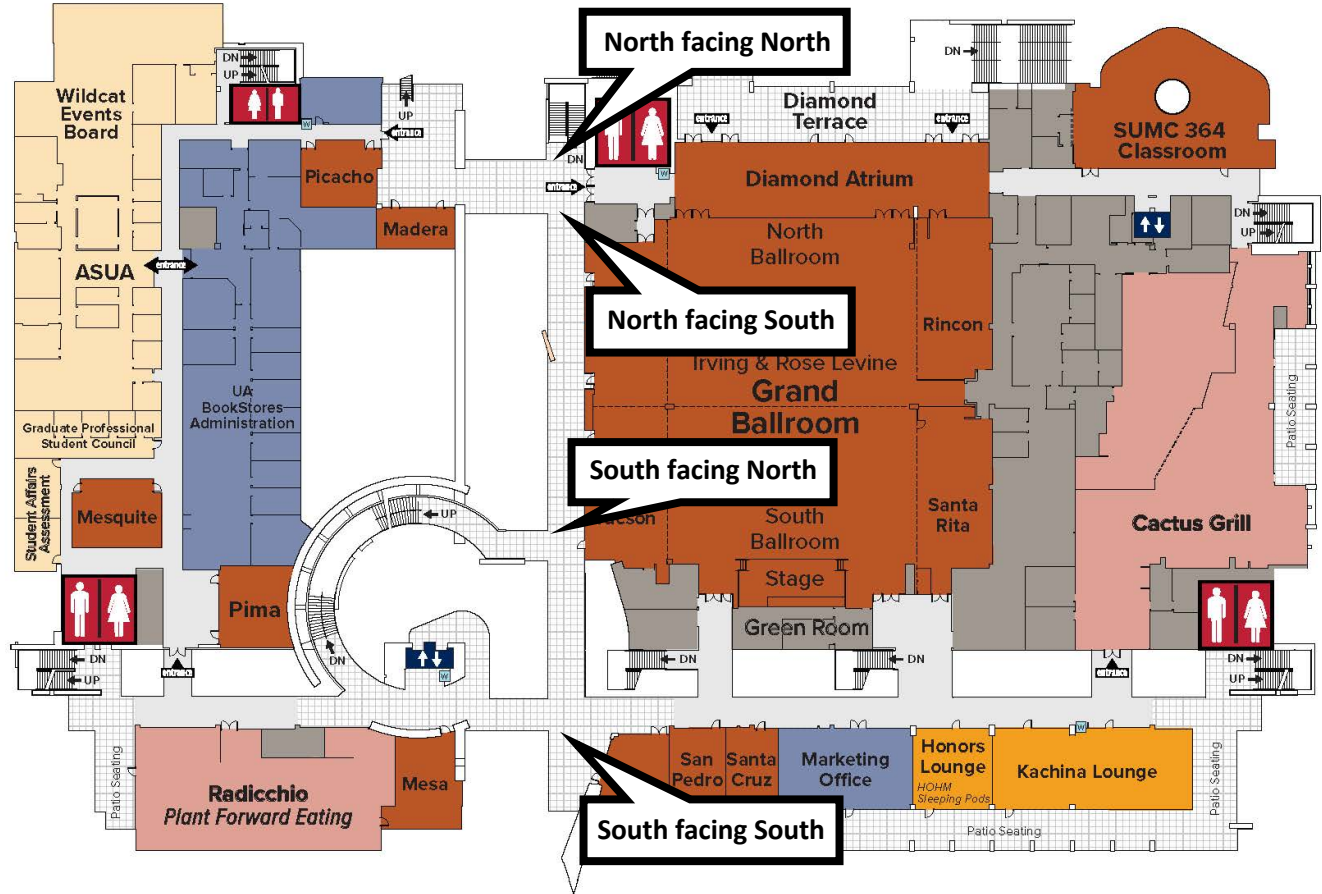 North facing North
DN
UP
Wildcat
Events
Board
UP
entrance
W
DN
Diamond
Terrace
entrance
entrance
DN
SUMC 364
Classroom
Picacho
entrance
W
Diamond Atrium
Madera
DN
UP
ASUA
entrance
North
Ballroom
North facing South
Rincon
Irving & Rose Levine
Grand
Ballroom
UA
BookStores
Administration
Graduate Professional
Student Council
Patio Seating
South facing North
Student Affairs
Assessment
Mesquite
UP
South
Ballroom
Santa
Rita
Cactus Grill
Stage
Pima
Green Room
DN
UP
entrance
DN
W
DN
DN
entrance
DN
UP
Patio Seating
Radicchio
Plant Forward Eating
Mesa
San
Pedro
Santa
Cruz
Marketing
Office
Honors
Lounge
HOHM
Sleeping Pods
W
Kachina Lounge
Patio Seating
South facing South
Patio Seating